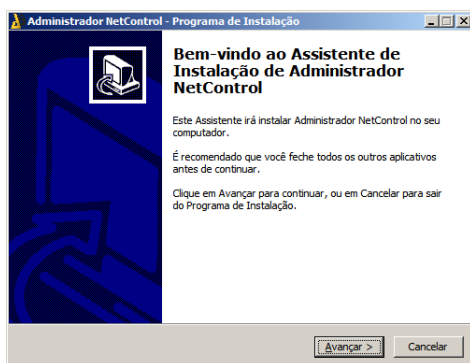 Administrador NetControl - Programa de Instalação
Bem-vindo ao Assistente de
Instalação de Administrador
NetControl
Este Assistente irá instalar Administrador NetControl no seu
computador.
É recomendado que você feche todos os outros aplicativos
antes de continuar.
Clique em Avançar para continuar, ou em Cancelar para sair
do Programa de Instalação.
Avançar >
Cancelar